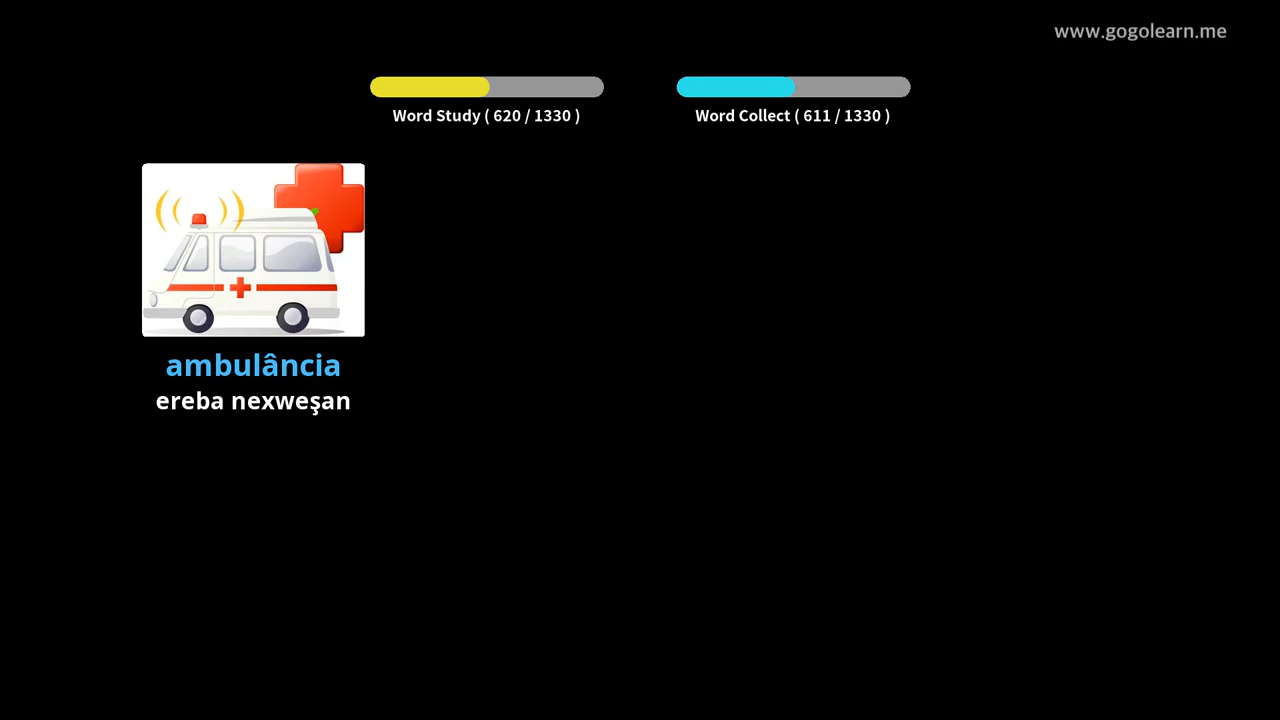 www.gogolearn.me
Word Study ( 620 / 1330 )
Word Collect ( 611 / 1330 )
ambulância
ereba nexweşan